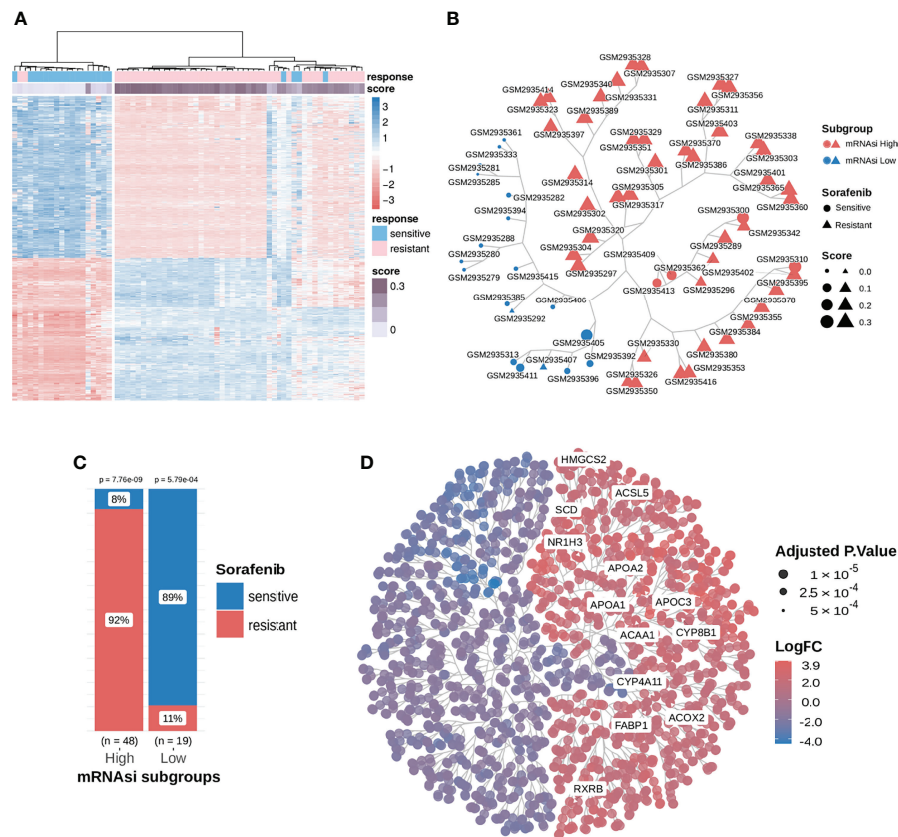 A
response
score
3
2
1
−1
−2
−3
response
sensitive
resistant
score
0.3
0
B
GSM2935328
GSM2935307
GSM2935340
GSM2935327
GSM2935414
GSM2935356
GSM2935331
GSM2935323
GSM2935389
GSM2935311
GSM2935403
GSM2935361
GSM2935397
GSM2935329
GSM2935370
GSM2935338
GSM2935333
GSM2935351
GSM2935303
GSM2935281
GSM2935386
GSM2935301
GSM2935401
GSM2935285
GSM2935314
GSM2935305
GSM2935365
GSM2935282
GSM2935317
GSM2935360
GSM2935394
GSM2935302
GSM2935300
GSM2935288
GSM2935320
GSM2935342
GSM2935304
GSM2935289
GSM2935280
GSM2935409
GSM2935310
GSM2935362
GSM2935279
GSM2935415
GSM2935297
GSM2935402
GSM2935395
GSM2935413
GSM2935296
GSM2935385
GSM2935292
GSM2935355
GSM2935384
GSM2935405
GSM2935330
GSM2935313
GSM2935407
GSM2935392
GSM2935380
GSM2935411
GSM2935396
GSM2935326
GSM2935353
GSM2935350
GSM2935416
Subgroup
mRNAsi High
mRNAsi Low
Sorafenib
Sensitive
Resistant
Score
0.0
0.1
0.2
0.3
C
p = 7.76e-09
p = 5.79e-04
8%
89%
92%
11%
(n = 48)
(n = 19)
High
Low
mRNAsi subgroups
Sorafenib
sensitive
resistant
D
HMGCS2
ACSL5
SCD
NR1H3
APOA2
APOA1
APOC3
ACAA1
CYP8B1
CYP4A11
FABP1
ACOX2
RXRB
Adjusted P.Value
1 × 10⁻⁵
2.5 × 10⁻⁴
5 × 10⁻⁴
LogFC
3.9
2.0
0.0
-2.0
-4.0